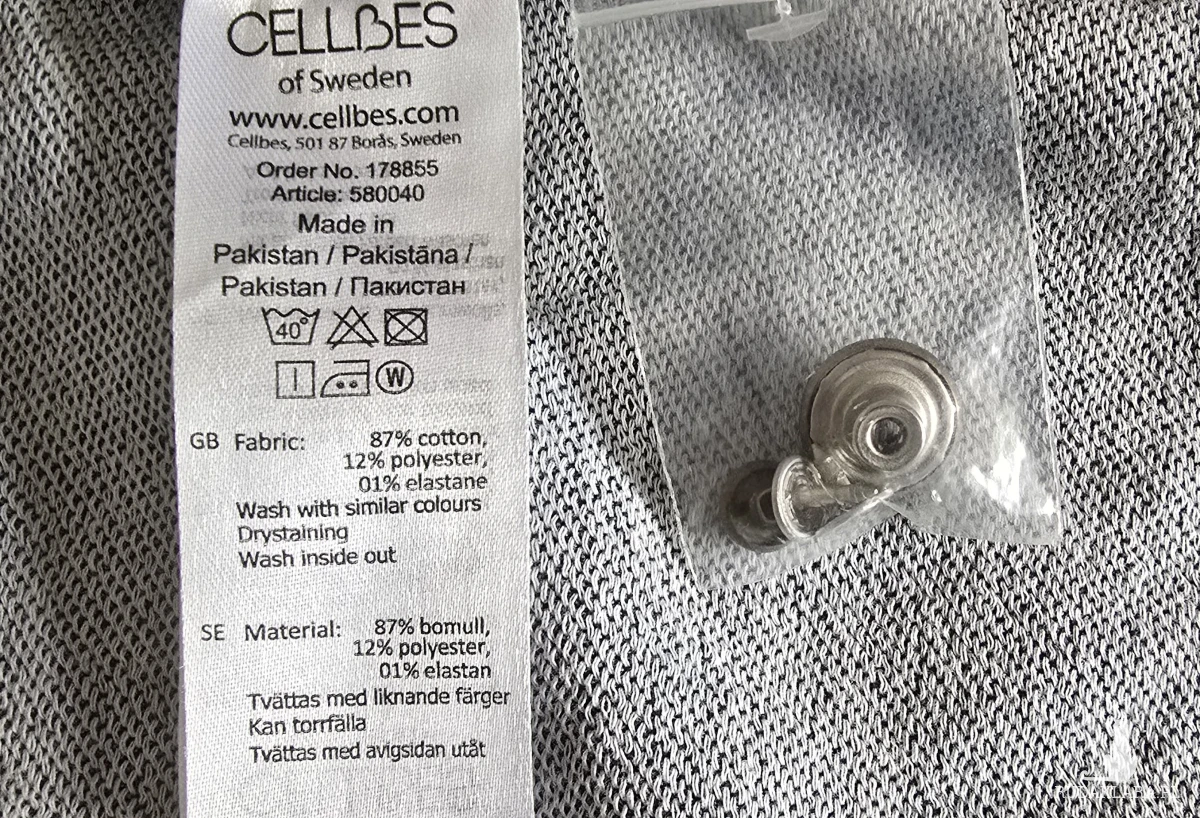 CELLBES
of Sweden
www.cellbes.com
Cellbes, 501 87 Borås, Sweden
Order No. 178855
Article: 580040
Made in
Pakistan / Pakistāna /
Pakistan / Пакистан
40°
W
GB Fabric: 87% cotton,
12% polyester,
01% elastane
Wash with similar colours
Drystaining
Wash inside out
SE Material: 87% bomull,
12% polyester,
01% elastan
Tvättas med liknande färger
Kan torrfälla
Tvättas med avigsidan utåt